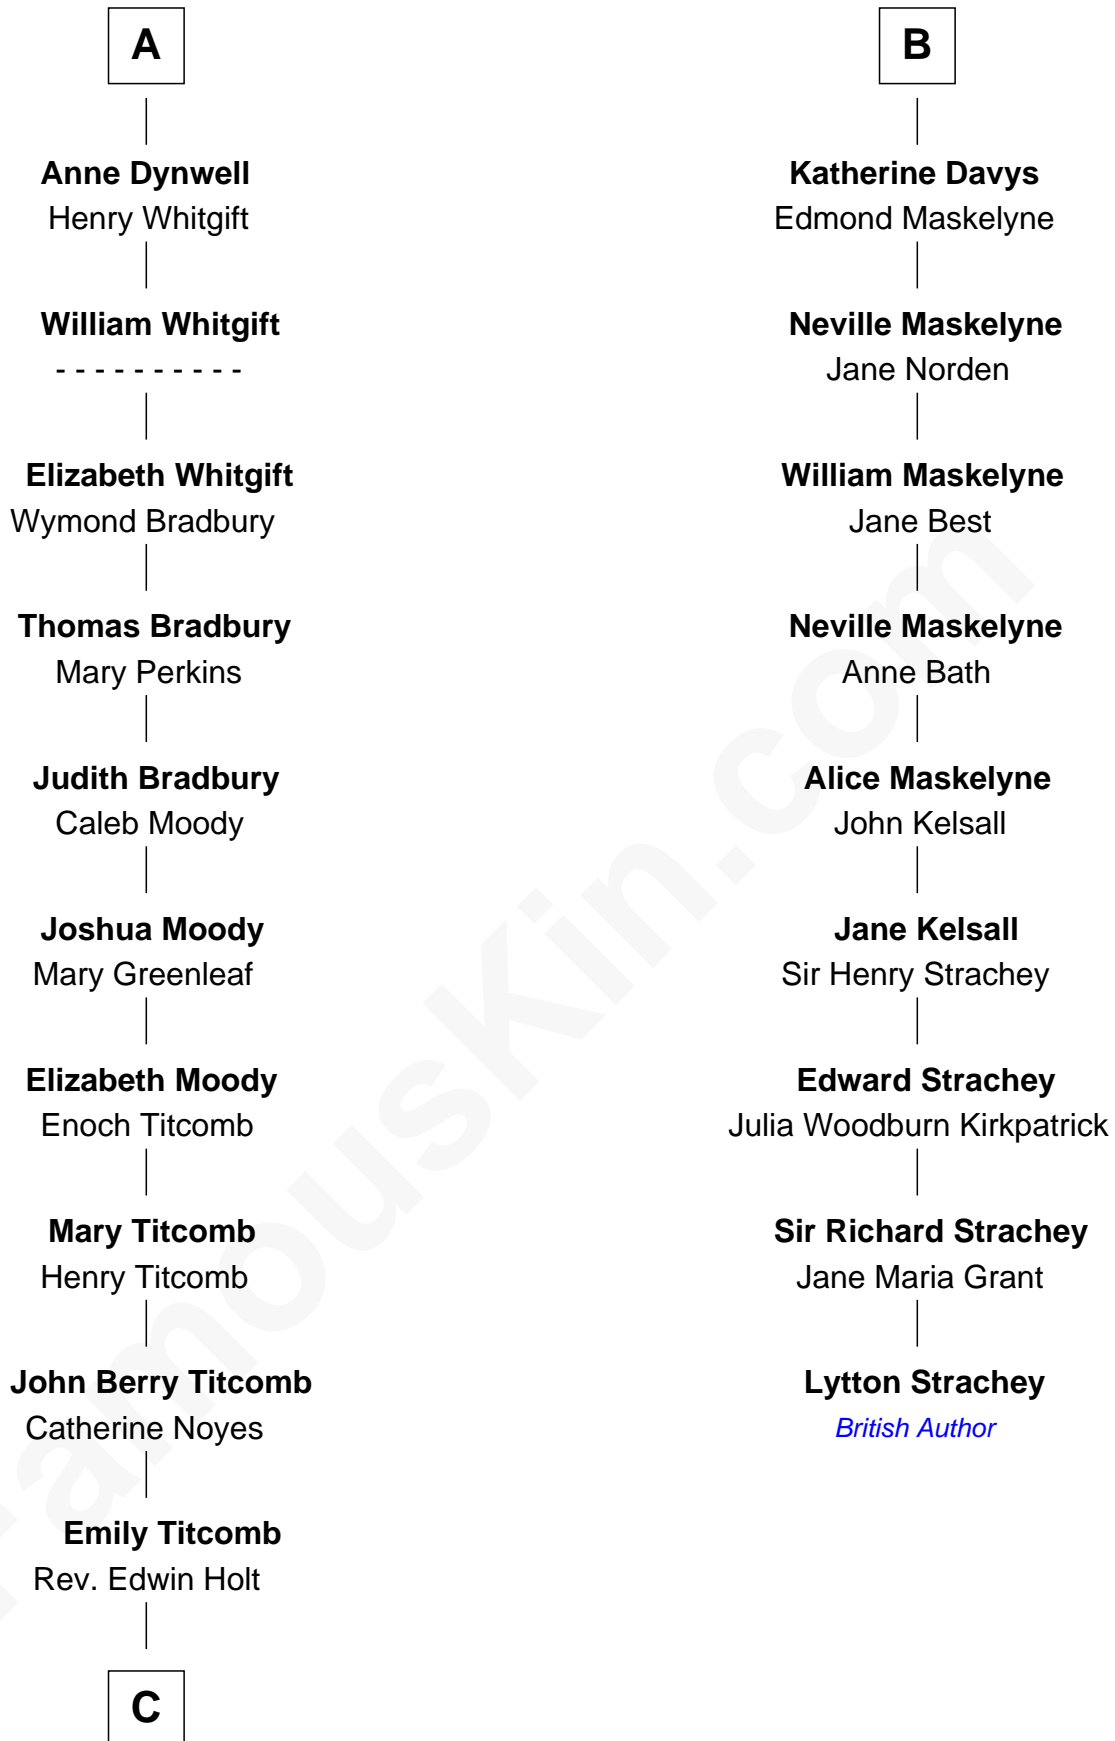 A
Anne Dynwell
Henry Whitgift
William Whitgift
- - - - - - - - - -
Elizabeth Whitgift
Wymond Bradbury
Thomas Bradbury
Mary Perkins
Judith Bradbury
Caleb Moody
Joshua Moody
Mary Greenleaf
Elizabeth Moody
Enoch Titcomb
Mary Titcomb
Henry Titcomb
John Berry Titcomb
Catherine Noyes
Emily Titcomb
Rev. Edwin Holt
C
B
Katherine Davys
Edmond Maskelyne
Neville Maskelyne
Jane Norden
William Maskelyne
Jane Best
Neville Maskelyne
Anne Bath
Alice Maskelyne
John Kelsall
Jane Kelsall
Sir Henry Strachey
Edward Strachey
Julia Woodburn Kirkpatrick
Sir Richard Strachey
Jane Maria Grant
Lytton Strachey
British Author
FamousKin.com